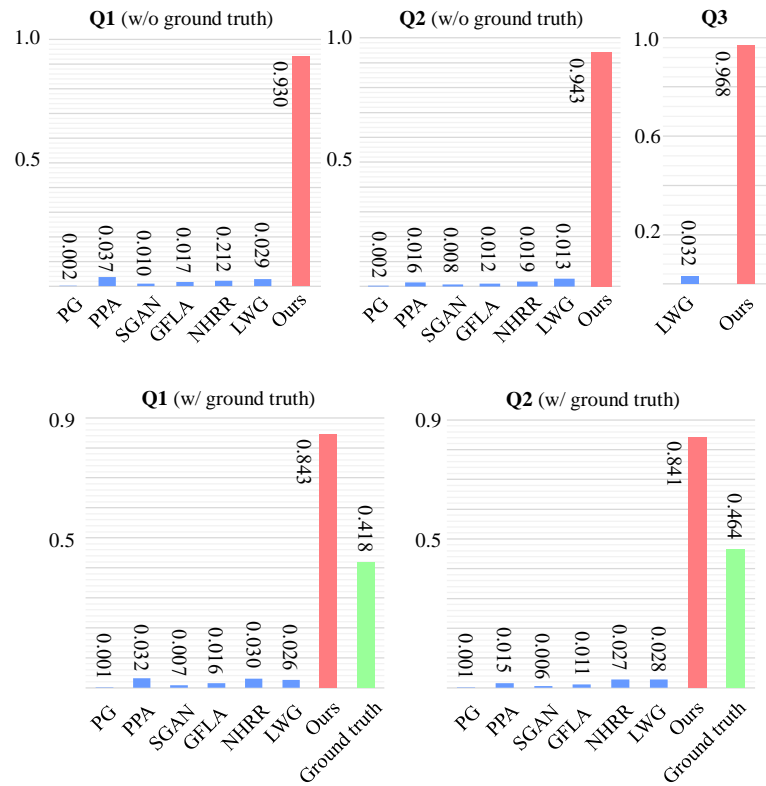 Q1 (w/o ground truth)
1.0
0.5
0.002
0.037
0.010
0.017
0.212
0.029
0.930
PG
PPA
SGAN
GFLA
NHRR
LWG
Ours
Q2 (w/o ground truth)
1.0
0.5
0.002
0.016
0.008
0.012
0.019
0.013
0.943
PG
PPA
SGAN
GFLA
NHRR
LWG
Ours
Q3
1.0
0.6
0.2
0.032
0.968
LWG
Ours
Q1 (w/ ground truth)
0.9
0.5
0.001
0.032
0.007
0.016
0.030
0.026
0.843
0.418
PG
PPA
SGAN
GFLA
NHRR
LWG
Ours
Ground truth
Q2 (w/ ground truth)
0.9
0.5
0.001
0.015
0.006
0.011
0.027
0.028
0.841
0.464
PG
PPA
SGAN
GFLA
NHRR
LWG
Ours
Ground truth